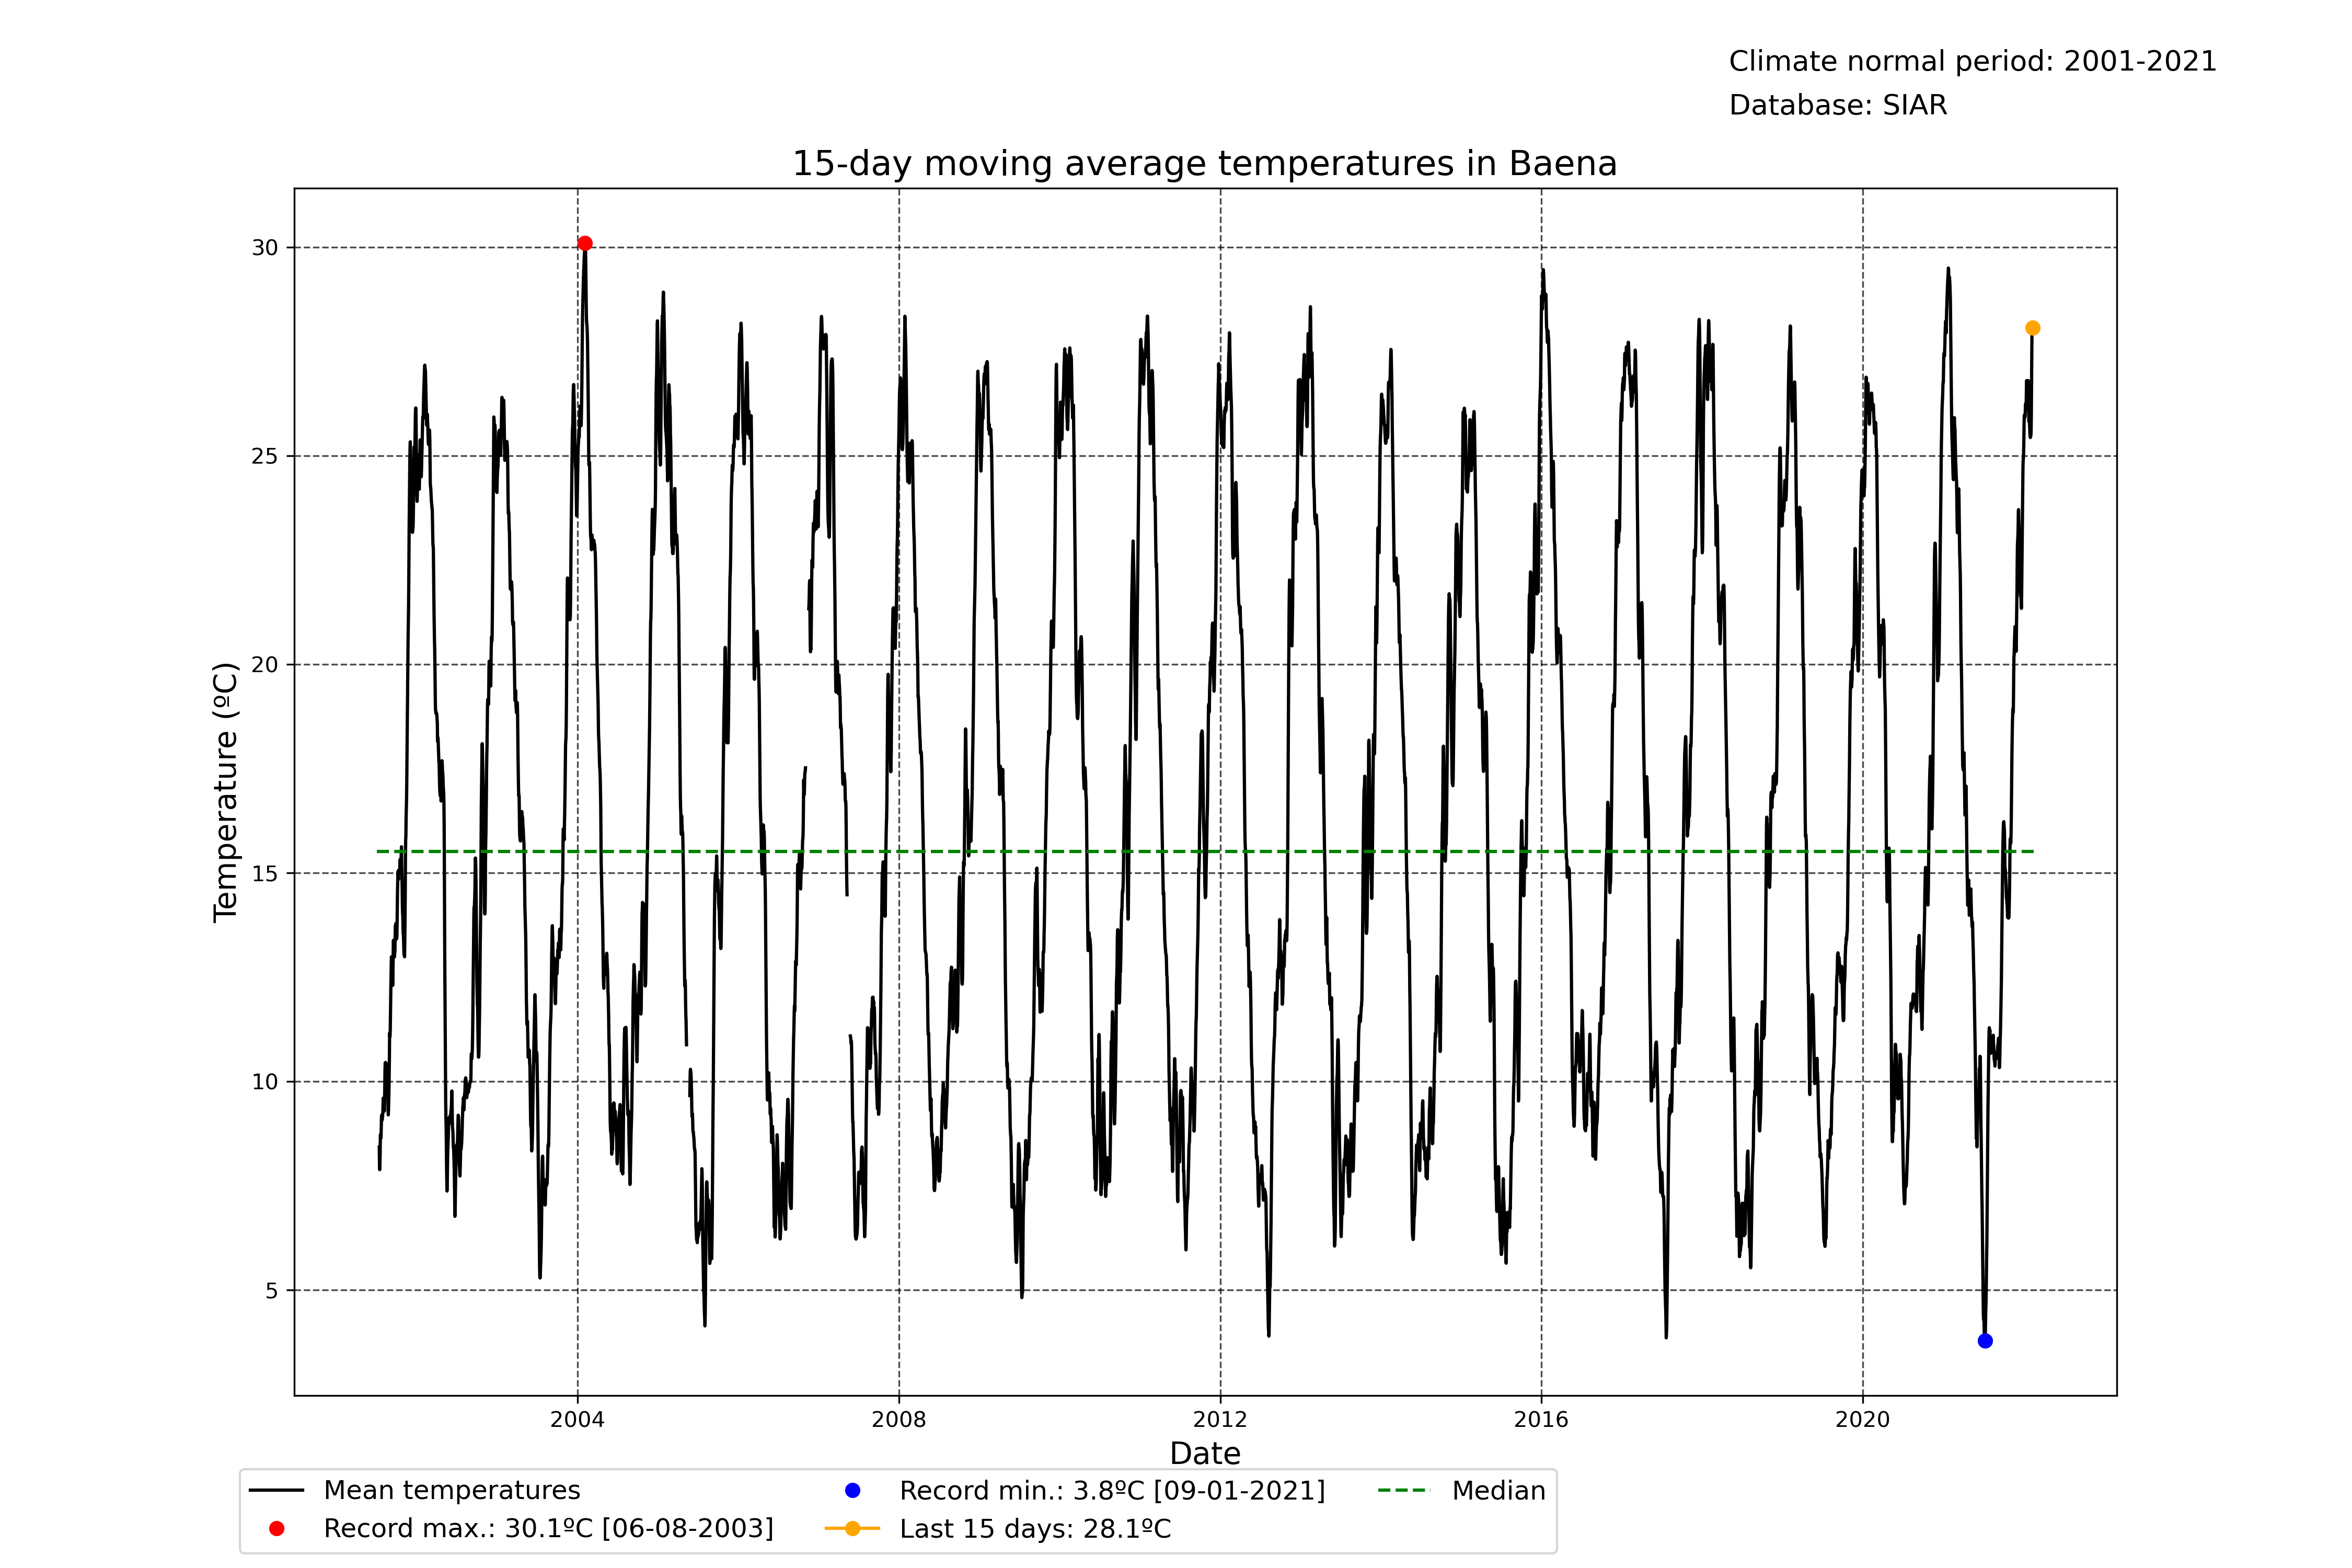 Climate normal period: 2001-2021
Database: SIAR
15-day moving average temperatures in Baena
30
25
20
15
10
5
Temperature (ºC)
2004 2008 2012 2016 2020
Date
Mean temperatures
Record max.: 30.1ºC [06-08-2003]
Record min.: 3.8ºC [09-01-2021]
Last 15 days: 28.1ºC
Median